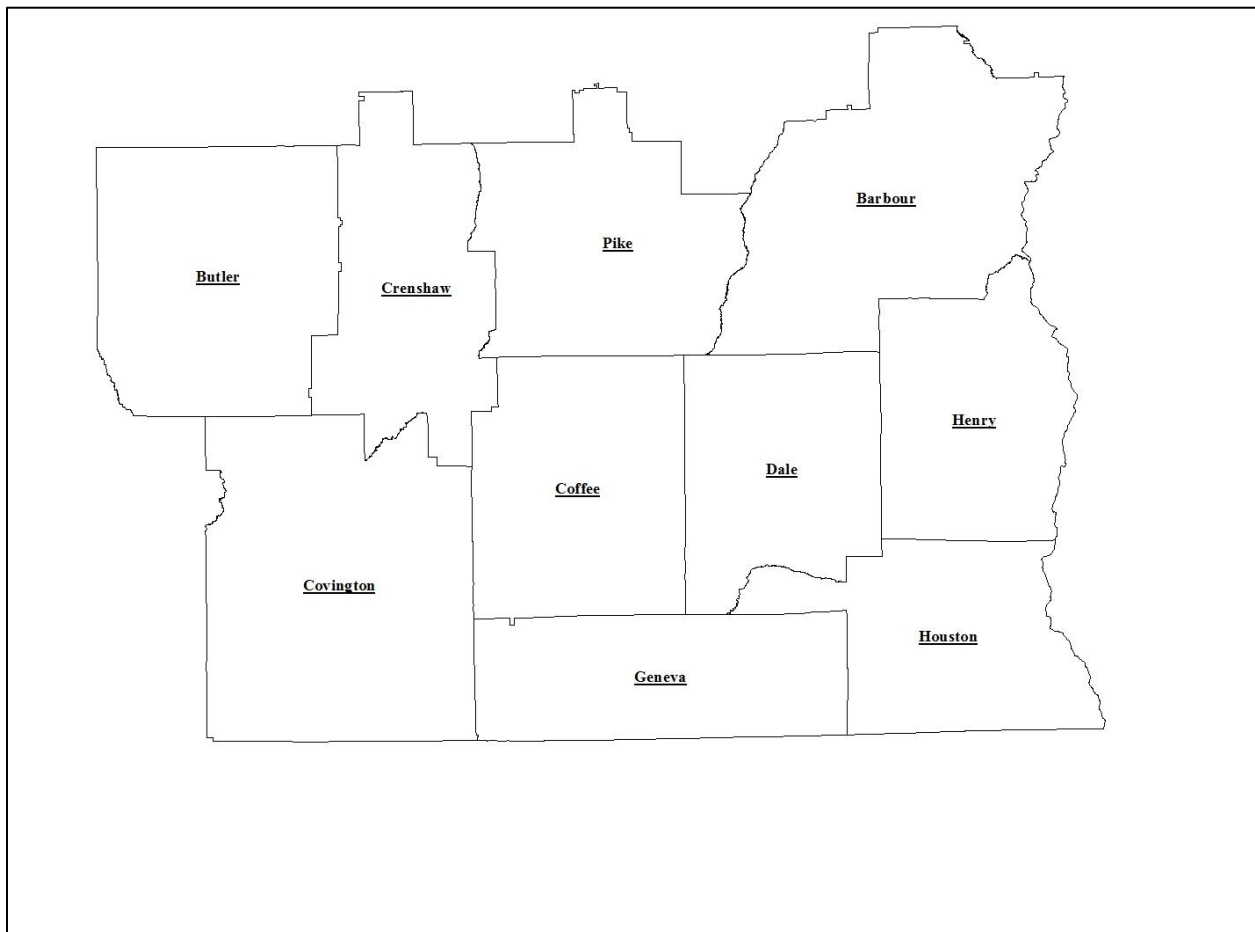 Barbour
Pike
Butler
Crenshaw
Henry
Dale
Coffee
Covington
Houston
Geneva